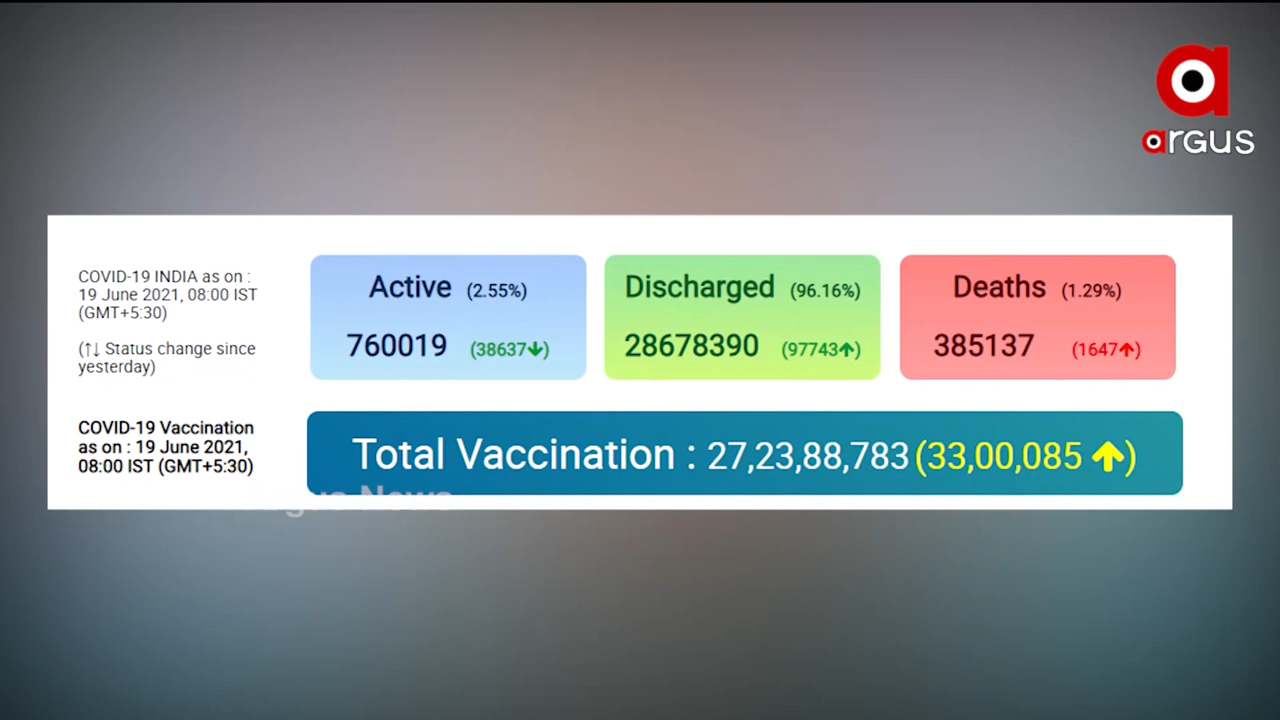 argus
COVID-19 INDIA as on :
19 June 2021, 08:00 IST
(GMT+5:30)
(↑↓ Status change since
yesterday)
Active (2.55%)
760019 (38637↓)
Discharged (96.16%)
28678390 (97743↑)
Deaths (1.29%)
385137 (1647↑)
COVID-19 Vaccination
as on : 19 June 2021,
08:00 IST (GMT+5:30)
Total Vaccination : 27,23,88,783 (33,00,085 ↑)
Argus News